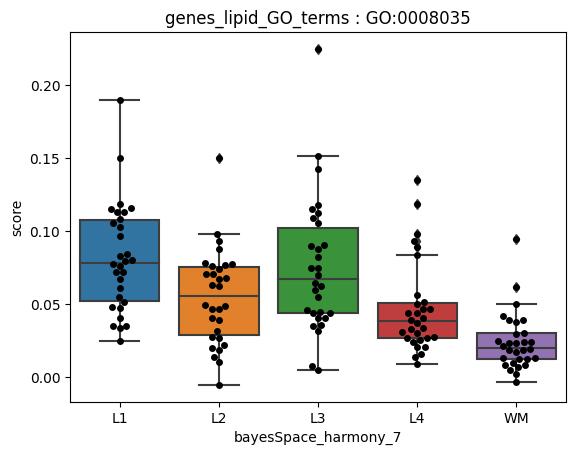 genes_lipid_GO_terms : GO:0008035
0.20
0.15
0.10
0.05
0.00
score
L1 L2 L3 L4 WM
bayesSpace_harmony_7